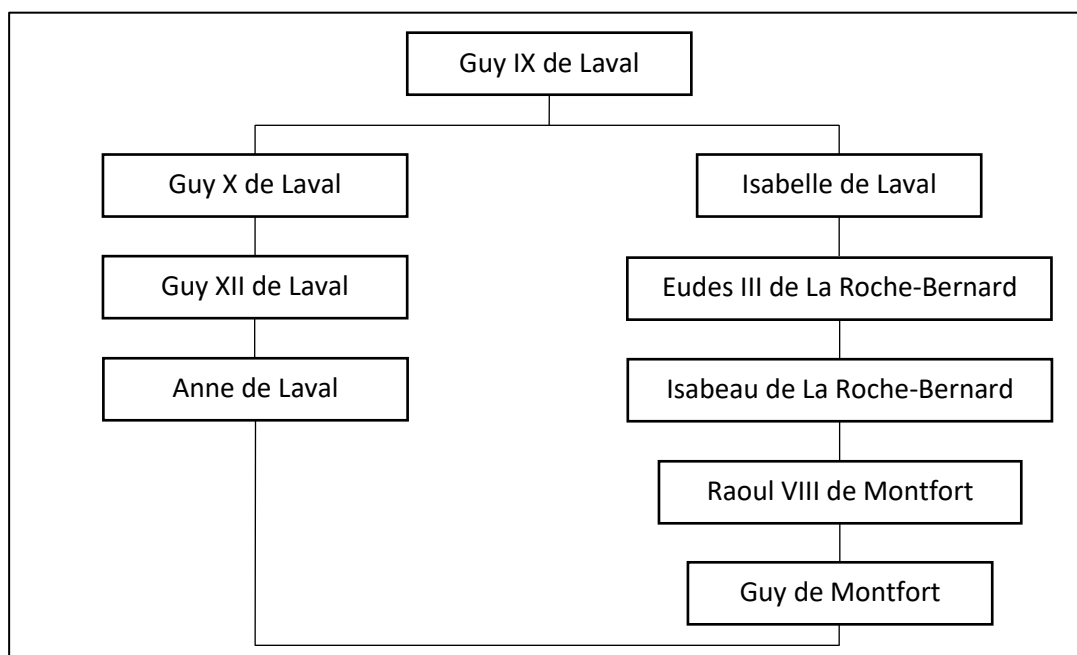 Guy IX de Laval
Guy X de Laval
Isabelle de Laval
Guy XII de Laval
Eudes III de La Roche-Bernard
Anne de Laval
Isabeau de La Roche-Bernard
Raoul VIII de Montfort
Guy de Montfort